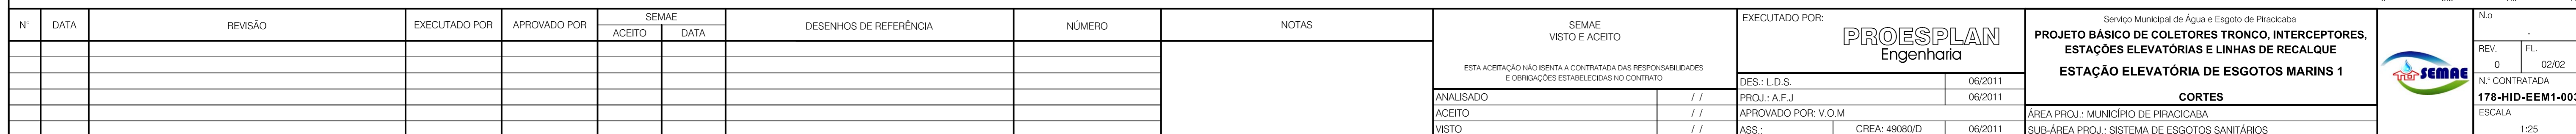 N° DATA REVISÃO EXECUTADO POR APROVADO POR SEMAE ACEITO DATA DESENHOS DE REFERÊNCIA NÚMERO NOTAS
SEMAE
VISTO E ACEITO
ESTA ACEITAÇÃO NÃO ISENTA A CONTRATADA DAS RESPONSABILIDADES
E OBRIGAÇÕES ESTABELECIDAS NO CONTRATO
ANALISADO / /
ACEITO / /
VISTO / /
EXECUTADO POR:
PROESPLAN
Engenharia
DES.: L.D.S. 06/2011
PROJ.: A.F.J 06/2011
APROVADO POR: V.O.M
ASS.: CREA: 49080/D 06/2011
Serviço Municipal de Água e Esgoto de Piracicaba
PROJETO BÁSICO DE COLETORES TRONCO, INTERCEPTORES,
ESTAÇÕES ELEVATÓRIAS E LINHAS DE RECALQUE
ESTAÇÃO ELEVATÓRIA DE ESGOTOS MARINS 1
CORTES
ÁREA PROJ.: MUNICÍPIO DE PIRACICABA
SUB-ÁREA PROJ.: SISTEMA DE ESGOTOS SANITÁRIOS
SEMAE
N.o
-
REV. FL.
0 02/02
N.° CONTRATADA
178-HID-EEM1-003
ESCALA
1:25